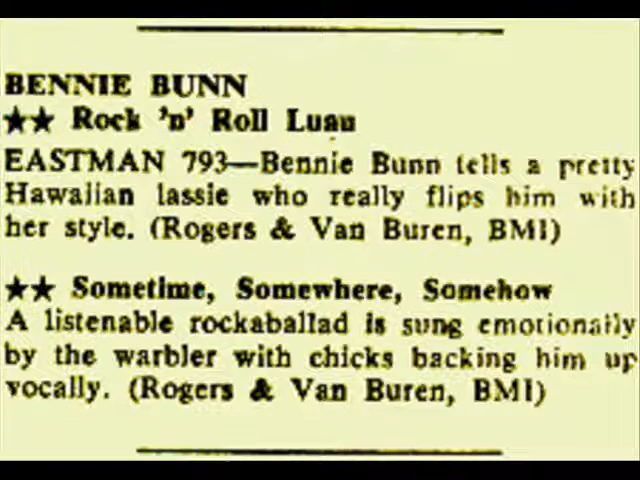 BENNIE BUNN
★★ Rock 'n' Roll Luau
EASTMAN 793—Bennie Bunn tells a pretty
Hawaiian lassie who really flips him with
her style. (Rogers & Van Buren, BMI)
★★ Sometime, Somewhere, Somehow
A listenable rockaballad is sung emotionally
by the warbler with chicks backing him up
vocally. (Rogers & Van Buren, BMI)